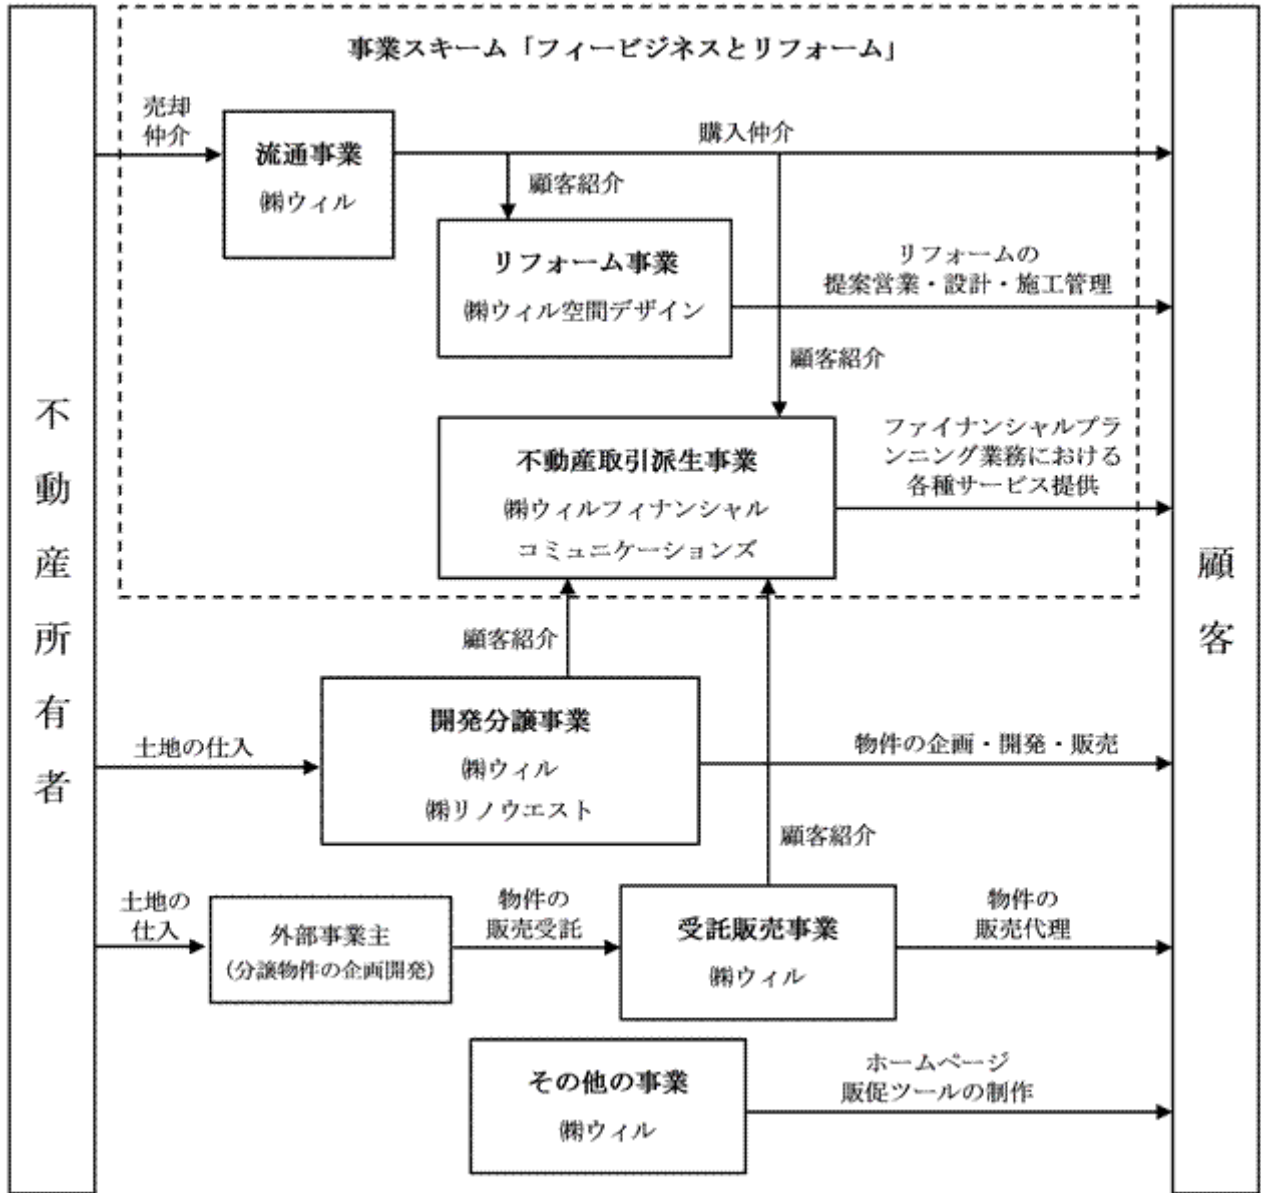 事業スキーム「フィービジネスとリフォーム」
売却
仲介
流通事業
㈱ウィル
購入仲介
顧客紹介
リフォーム事業
㈱ウィル空間デザイン
リフォームの
提案営業・設計・施工管理
顧客紹介
不動産取引派生事業
㈱ウィルフィナンシャル
コミュニケーションズ
ファイナンシャルプラ
ンニング業務における
各種サービス提供
不動産所有者
顧客
顧客紹介
開発分譲事業
㈱ウィル
㈱リノウエスト
土地の仕入
物件の企画・開発・販売
顧客紹介
土地の
仕入
外部事業主
(分譲物件の企画開発)
物件の
販売受託
受託販売事業
㈱ウィル
物件の
販売代理
その他の事業
㈱ウィル
ホームページ
販促ツールの制作